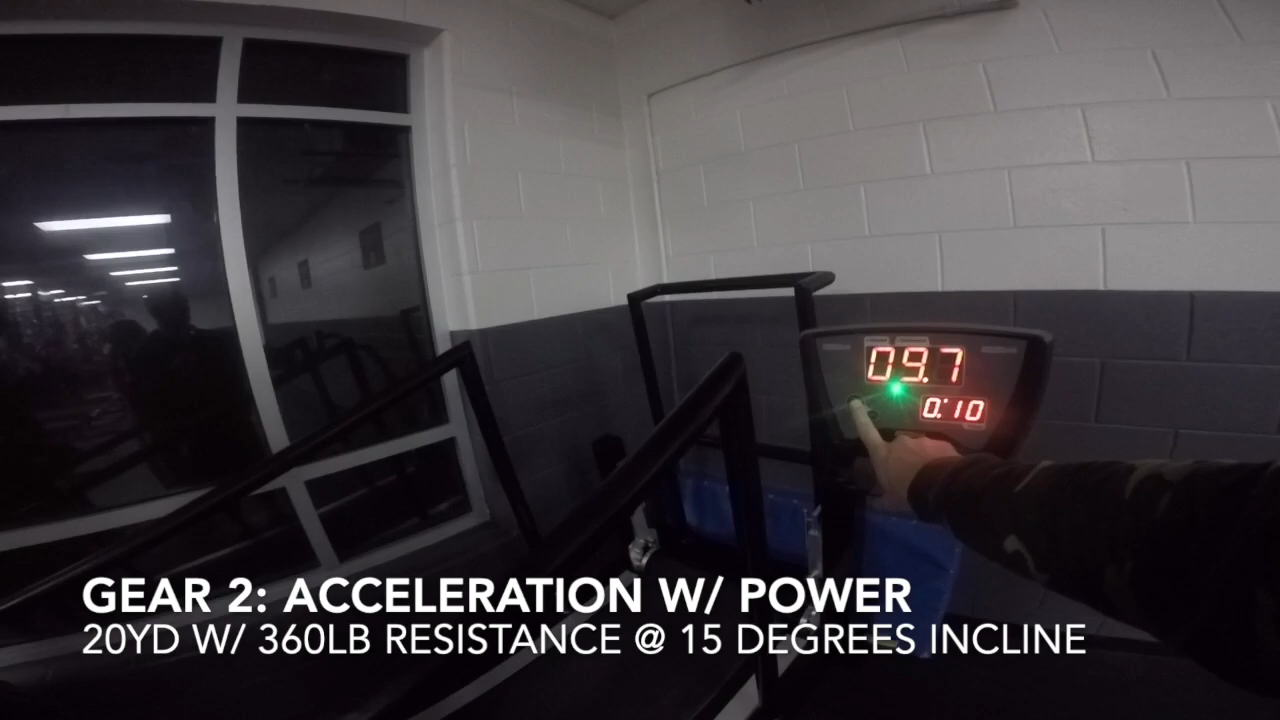 09.7
0:10
GEAR 2: ACCELERATION W/ POWER
20YD W/ 360LB RESISTANCE @ 15 DEGREES INCLINE